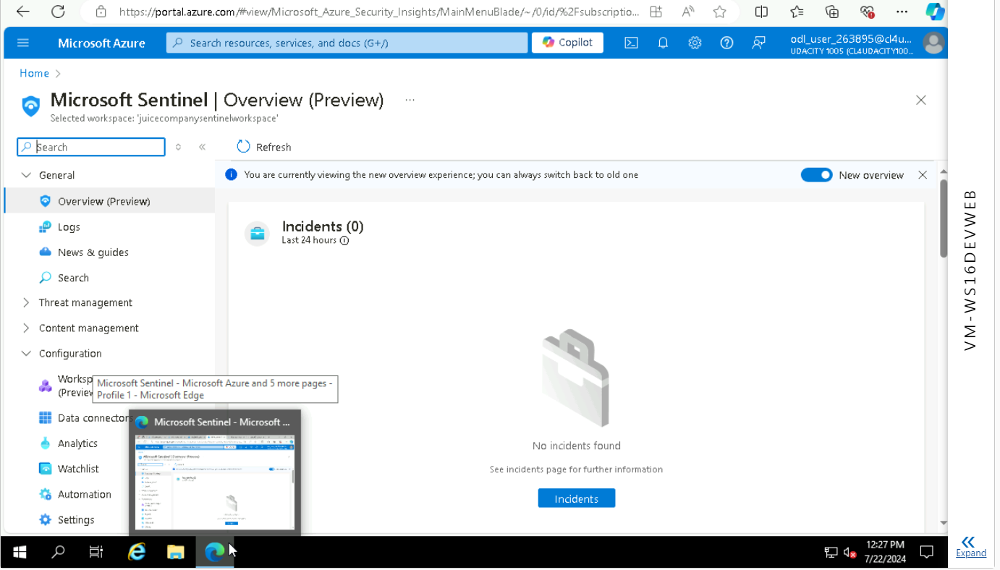 https://portal.azure.com/#view/Microsoft_Azure_Security_Insights/MainMenuBlade/~/0/id/%2Fsubscriptio...
Microsoft Azure
Search resources, services, and docs (G+/)
Copilot
odl_user_263895@cl4u...
UDACITY 1005 (CL4UDACITY100...
Home >
Microsoft Sentinel | Overview (Preview) ...
Selected workspace: 'juicecompanysentinelworkspace'
Search
Refresh
General
You are currently viewing the new overview experience; you can always switch back to old one
New overview
Overview (Preview)
Logs
News & guides
Search
Threat management
Content management
Configuration
Worksp
(Preview
Data connectors
Analytics
Watchlist
Automation
Settings
Incidents (0)
Last 24 hours
No incidents found
See incidents page for further information
Incidents
Microsoft Sentinel - Microsoft Azure and 5 more pages -
Profile 1 - Microsoft Edge
Microsoft Sentinel - Microsoft ...
12:27 PM
7/22/2024
VM-WS16DEVWEB
Expand